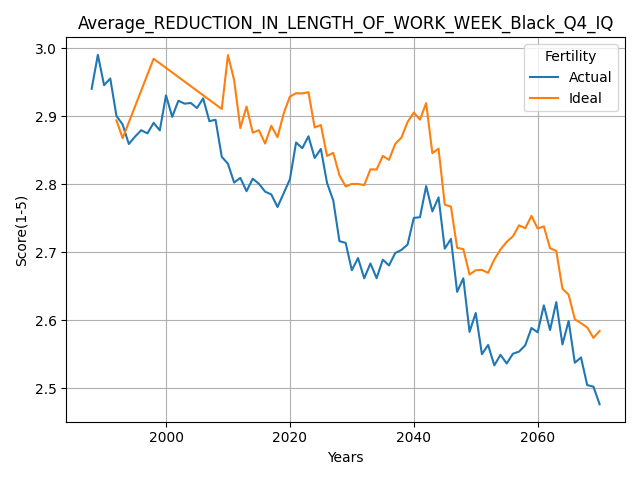 Average_REDUCTION_IN_LENGTH_OF_WORK_WEEK_Black_Q4_IQ
Fertility
Actual
Ideal
Score(1-5)
3.0
2.9
2.8
2.7
2.6
2.5
2000
2020
2040
2060
Years